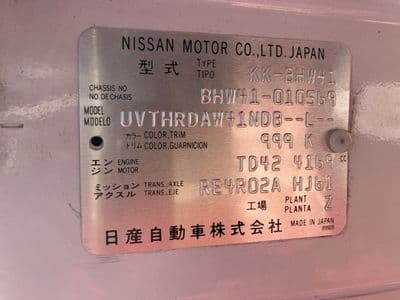 NISSAN MOTOR CO., LTD. JAPAN
型式 TYPE TIPO KK-BHW41
CHASSIS NO. NO. DE CHASIS BHW41-010569
MODEL MODELO UVTHRDAW41NDB--L--
カラー COLOR, TRIM トリム COLOR, GUARNICION 999 K
エンジン ENGINE MOTOR TD42 4169 CC
ミッション アクスル TRANS., AXLE TRANS., EJE RE4R02A HJ61
工場 PLANT PLANTA Z
日産自動車株式会社 MADE IN JAPAN